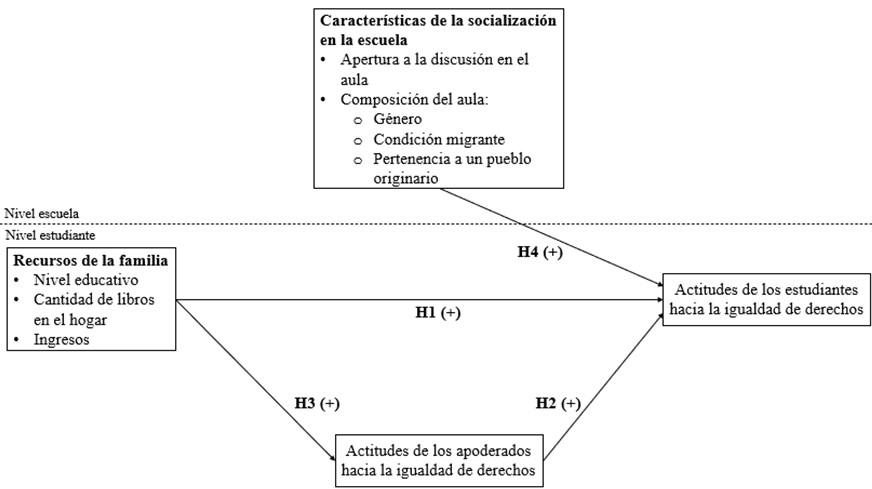 Características de la socialización
en la escuela
• Apertura a la discusión en el
aula
• Composición del aula:
o Género
o Condición migrante
o Pertenencia a un pueblo
originario
Nivel escuela
Nivel estudiante
Recursos de la familia
• Nivel educativo
• Cantidad de libros
en el hogar
• Ingresos
H4 (+)
Actitudes de los estudiantes
hacia la igualdad de derechos
H1 (+)
H3 (+)
H2 (+)
Actitudes de los apoderados
hacia la igualdad de derechos